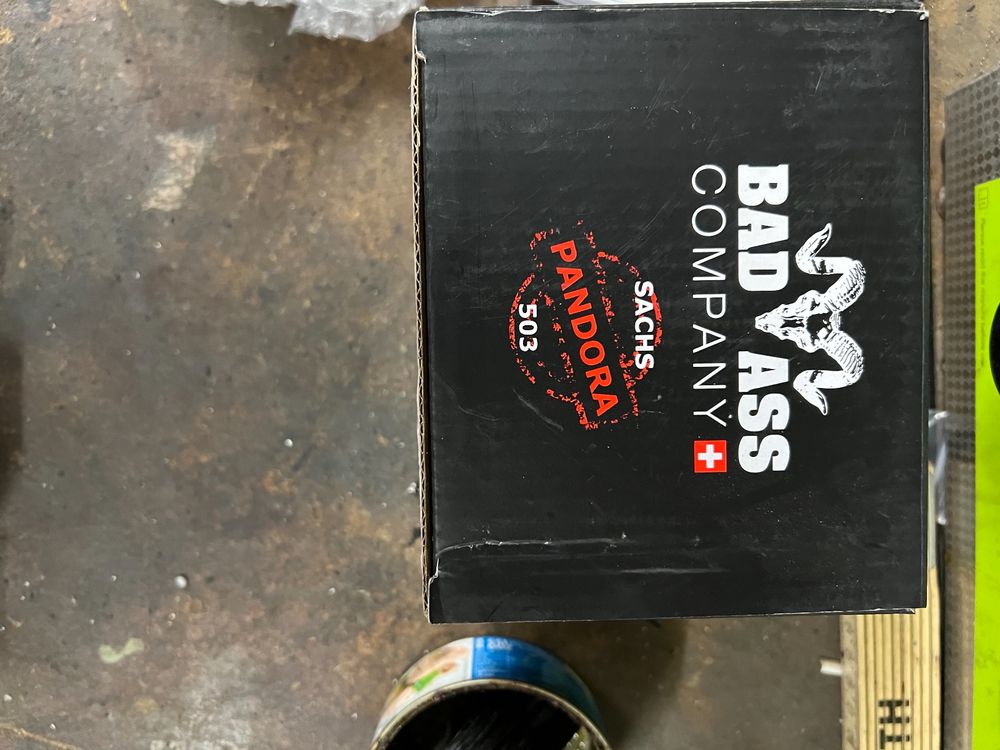 BAD ASS
COMPANY
SACHS
PANDORA
503